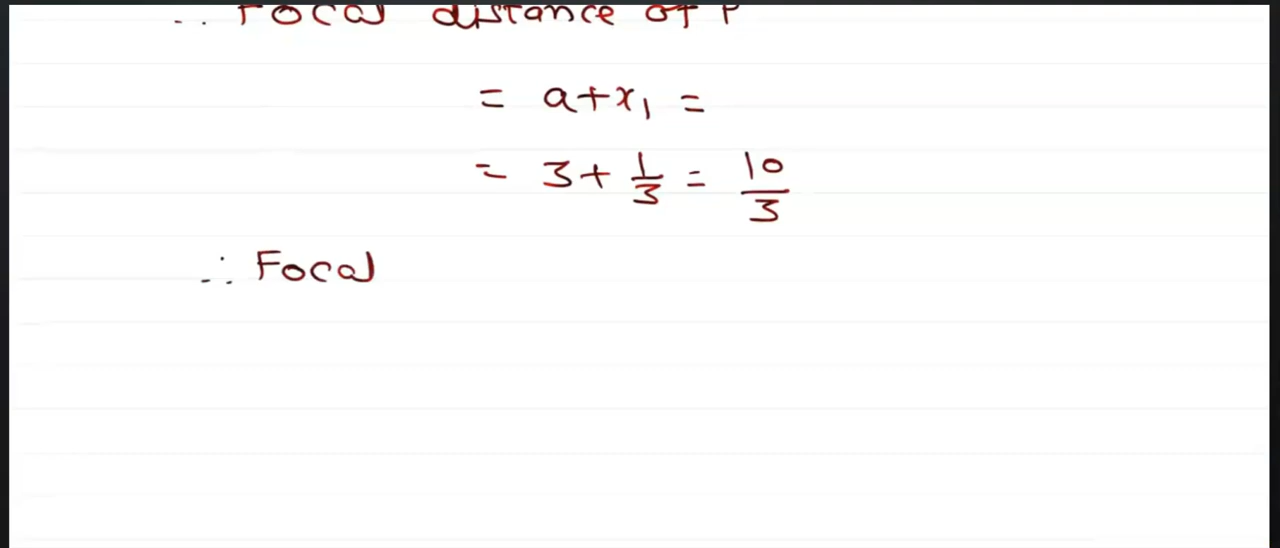 ∴ Focal distance of P
= a+x₁ =
= 3 + 1/3 = 10/3
∴ Focal